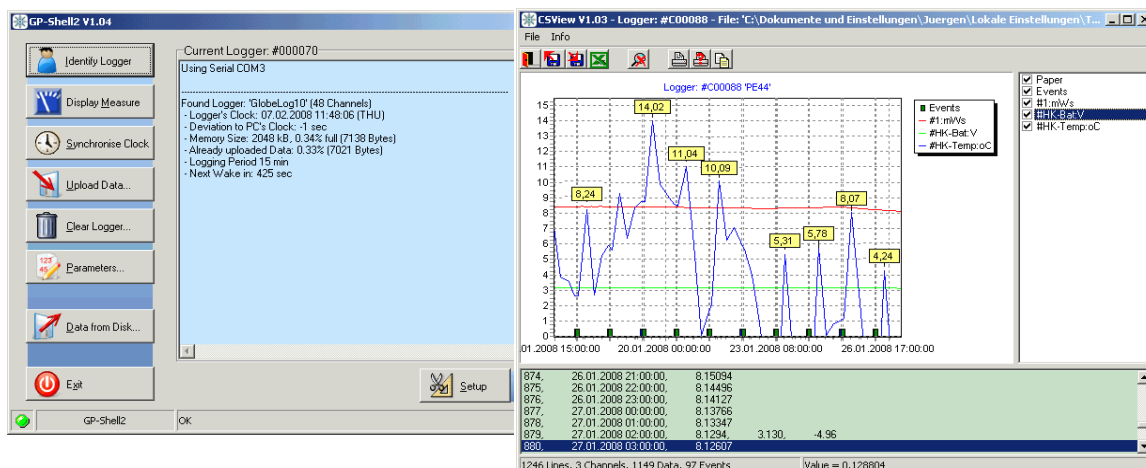 GP-Shell2 V1.04
Identify Logger
Display Measure
Synchronise Clock
Upload Data...
Clear Logger...
Parameters...
Data from Disk...
Exit
Current Logger: #000070
Using Serial COM3
Found Logger: 'GlobeLog10' (48 Channels)
- Logger's Clock: 07.02.2008 11:48:06 (THU)
- Deviation to PC's Clock: -1 sec
- Memory Size: 2048 kB, 0.34% full (7138 Bytes)
- Already uploaded Data: 0.33% (7021 Bytes)
- Logging Period 15 min
- Next Wake in: 425 sec
Setup
GP-Shell2
OK
CSView V1.03 - Logger: #C00088 - File: 'C:\Dokumente und Einstellungen\Juergen\Lokale Einstellungen\T...
File Info
Logger: #C00088 'PE44'
15
14
13
12
11
10
9
8
7
6
5
4
3
2
1
0
8,24
14,02
11,04
10,09
5,31
5,78
8,07
4,24
.01.2008 15:00:00
20.01.2008 00:00:00
23.01.2008 08:00:00
26.01.2008 17:00:00
Events
#1:mWs
#HK-Bat:V
#HK-Temp:oC
Paper
Events
#1:mWs
#HK-Bat:V
#HK-Temp:oC
874, 26.01.2008 21:00:00, 8.15094
875, 26.01.2008 22:00:00, 8.14496
876, 26.01.2008 23:00:00, 8.14127
877, 27.01.2008 00:00:00, 8.13766
878, 27.01.2008 01:00:00, 8.13347
879, 27.01.2008 02:00:00, 8.1294, 3.130, -4.96
880, 27.01.2008 03:00:00, 8.12607
1246 Lines, 3 Channels, 1149 Data, 97 Events
Value = 0.128804